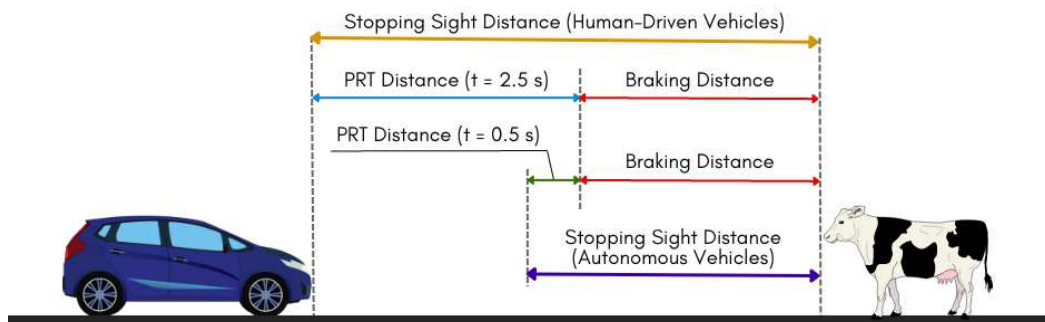 Stopping Sight Distance (Human-Driven Vehicles)
PRT Distance (t = 2.5 s)
Braking Distance
PRT Distance (t = 0.5 s)
Braking Distance
Stopping Sight Distance
(Autonomous Vehicles)